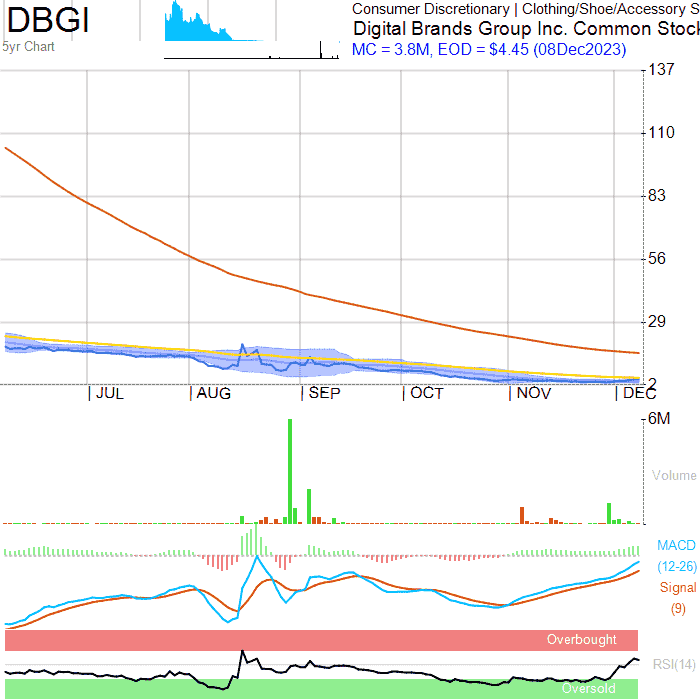 DBGI
5yr Chart
Consumer Discretionary | Clothing/Shoe/Accessory S
Digital Brands Group Inc. Common Stock
MC = 3.8M, EOD = $4.45 (08Dec2023)
137
110
83
56
29
2
JUL AUG SEP OCT NOV DEC
6M
Volume
MACD
(12-26)
Signal
(9)
Overbought
RSI(14)
Oversold